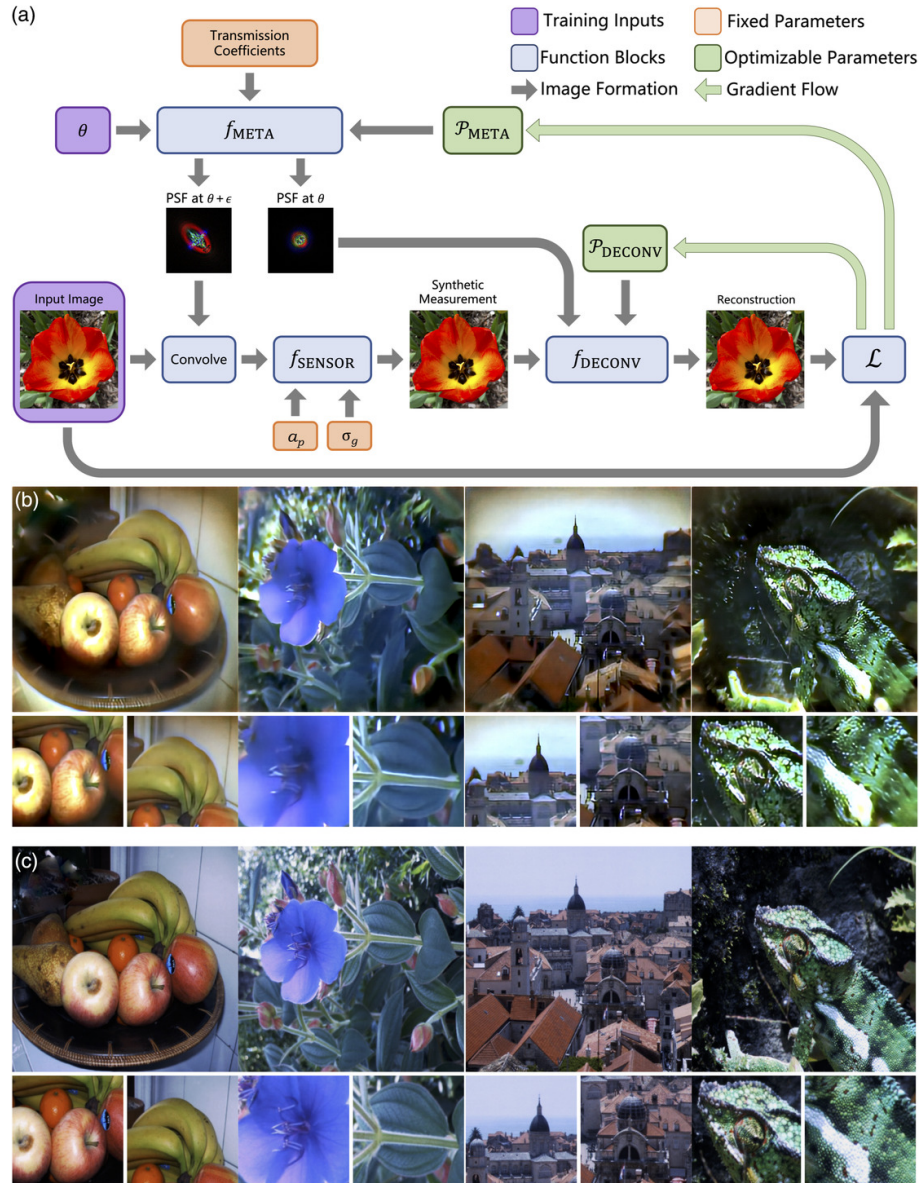 (a)
Training Inputs
Fixed Parameters
Transmission
Coefficients
Function Blocks
Optimizable Parameters
Image Formation
Gradient Flow
θ
f_META
𝒫_META
PSF at θ + ϵ
PSF at θ
𝒫_DECONV
Input Image
Synthetic
Measurement
Reconstruction
Convolve
f_SENSOR
f_DECONV
ℒ
a_p
σ_g
(b)
(c)